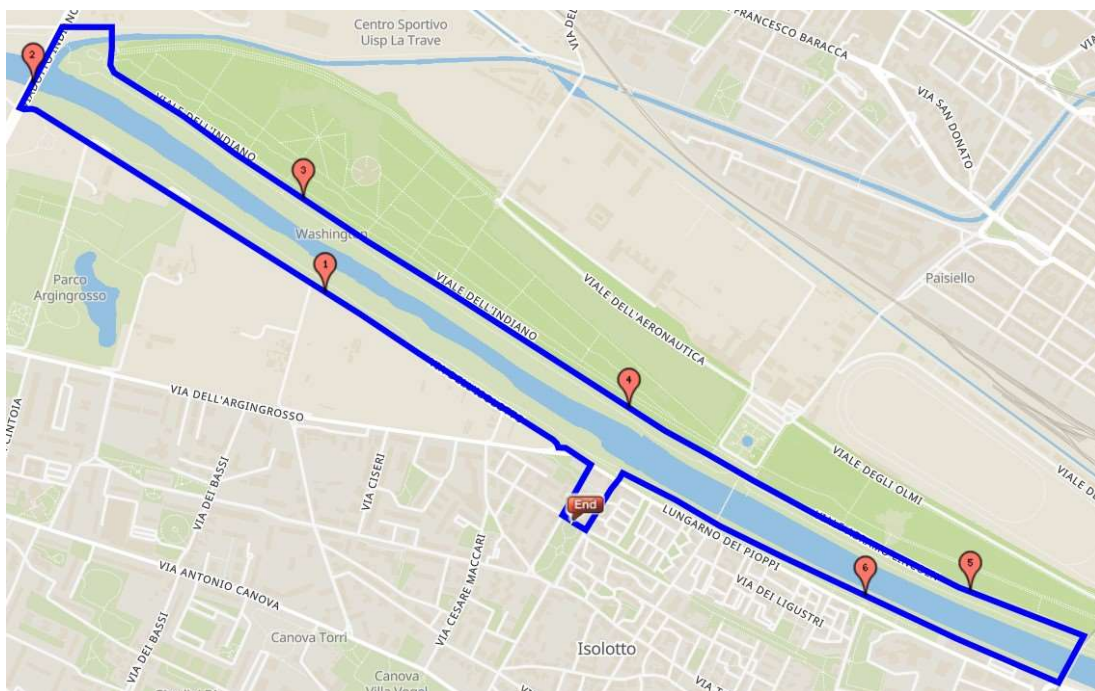 Centro Sportivo
Uisp La Trave
VIA DEL
FRANCESCO BARACCA
VIA SAN DONATO
2
VIALE DELL'INDIANO
3
Washington
1
Parco
Argingrosso
VIALE DELL'INDIANO
VIALE DELL'AERONAUTICA
Paisiello
4
VIA DELL'ARGINGROSSO
CINTOIA
VIA DEI BASSI
VIA CISERI
VIALE DEGLI OLMI
End
LUNGARNO DEI PIOPPI
VIA ANTONIO CANOVA
VIA CESARE MACCARI
VIA DEI LIGUSTRI
6
5
VIA DEI BASSI
Canova Torri
Isolotto
Canova